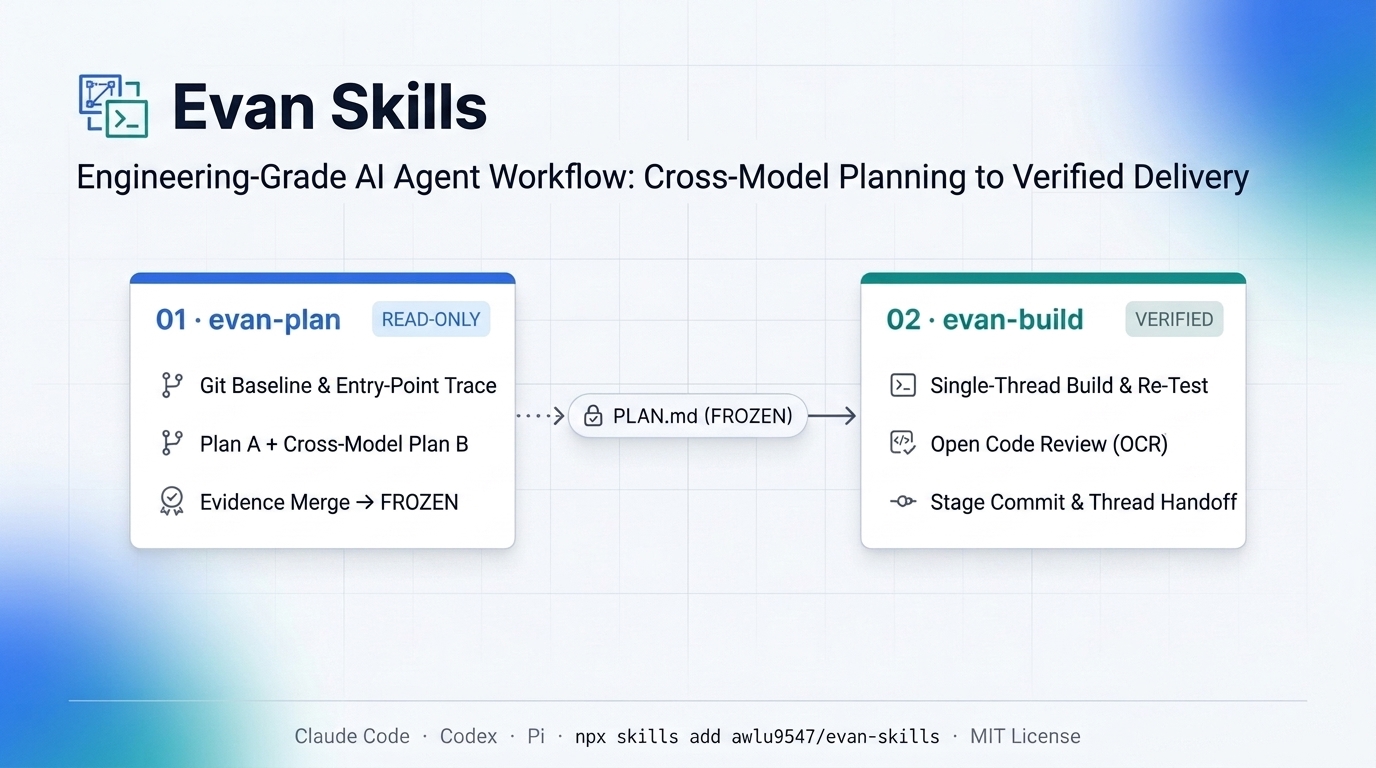 Evan Skills
Engineering-Grade AI Agent Workflow: Cross-Model Planning to Verified Delivery
01 · evan-plan
READ-ONLY
Git Baseline & Entry-Point Trace
Plan A + Cross-Model Plan B
Evidence Merge → FROZEN
PLAN.md (FROZEN)
02 · evan-build
VERIFIED
Single-Thread Build & Re-Test
Open Code Review (OCR)
Stage Commit & Thread Handoff
Claude Code · Codex · Pi · npx skills add awlu9547/evan-skills · MIT License